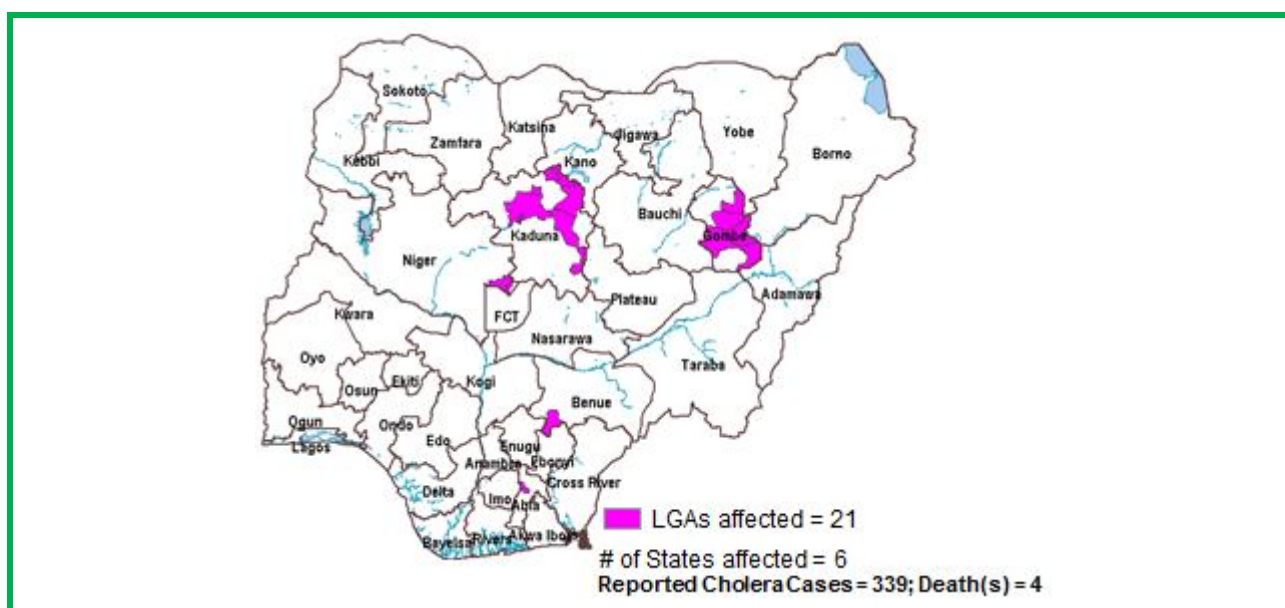 Sokoto
Katsina
Jigawa
Yobe
Zamfara
Borno
Kebbi
Kano
Bauchi
Gombe
Kaduna
Niger
Adamawa
Plateau
FCT
Kwara
Nasarawa
Oyo
Taraba
Ekiti
Kogi
Osun
Benue
Ogun
Ondo
Edo
Enugu
Lagos
Anambra
Ebonyi
Cross River
Delta
Imo
Abia
Bayelsa
Rivers
Akwa Ibom
LGAs affected = 21
# of States affected = 6
Reported Cholera Cases = 339; Death(s) = 4